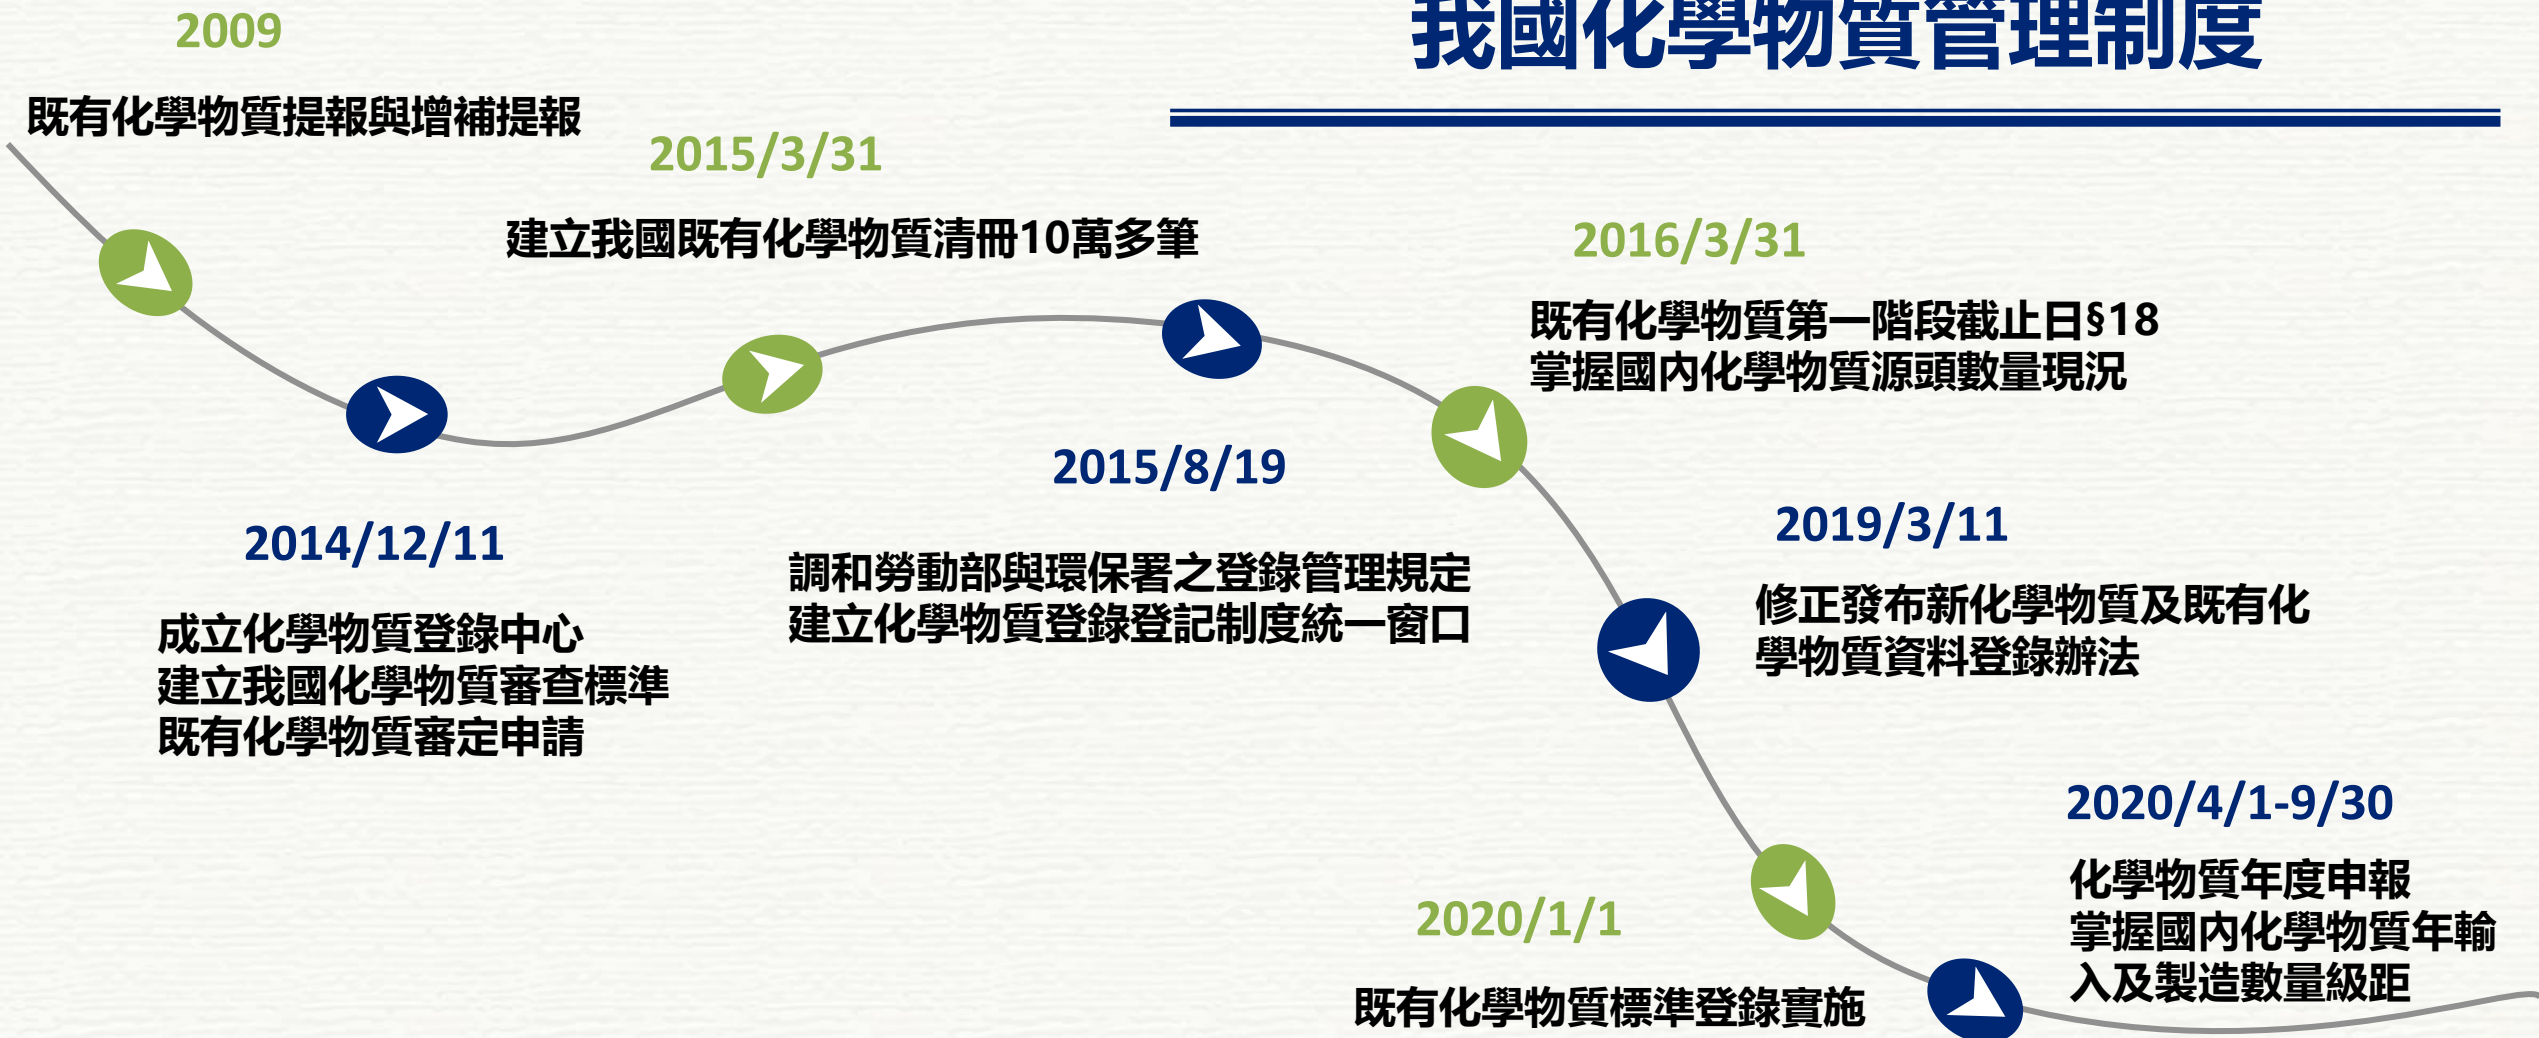 我國化學物質管理制度
2009
既有化學物質提報與增補提報
2014/12/11
成立化學物質登錄中心
建立我國化學物質審查標準
既有化學物質審定申請
2015/3/31
建立我國既有化學物質清冊10萬多筆
2015/8/19
調和勞動部與環保署之登錄管理規定
建立化學物質登錄登記制度統一窗口
2016/3/31
既有化學物質第一階段截止日§18
掌握國內化學物質源頭數量現況
2019/3/11
修正發布新化學物質及既有化
學物質資料登錄辦法
2020/1/1
既有化學物質標準登錄實施
2020/4/1-9/30
化學物質年度申報
掌握國內化學物質年輸
入及製造數量級距